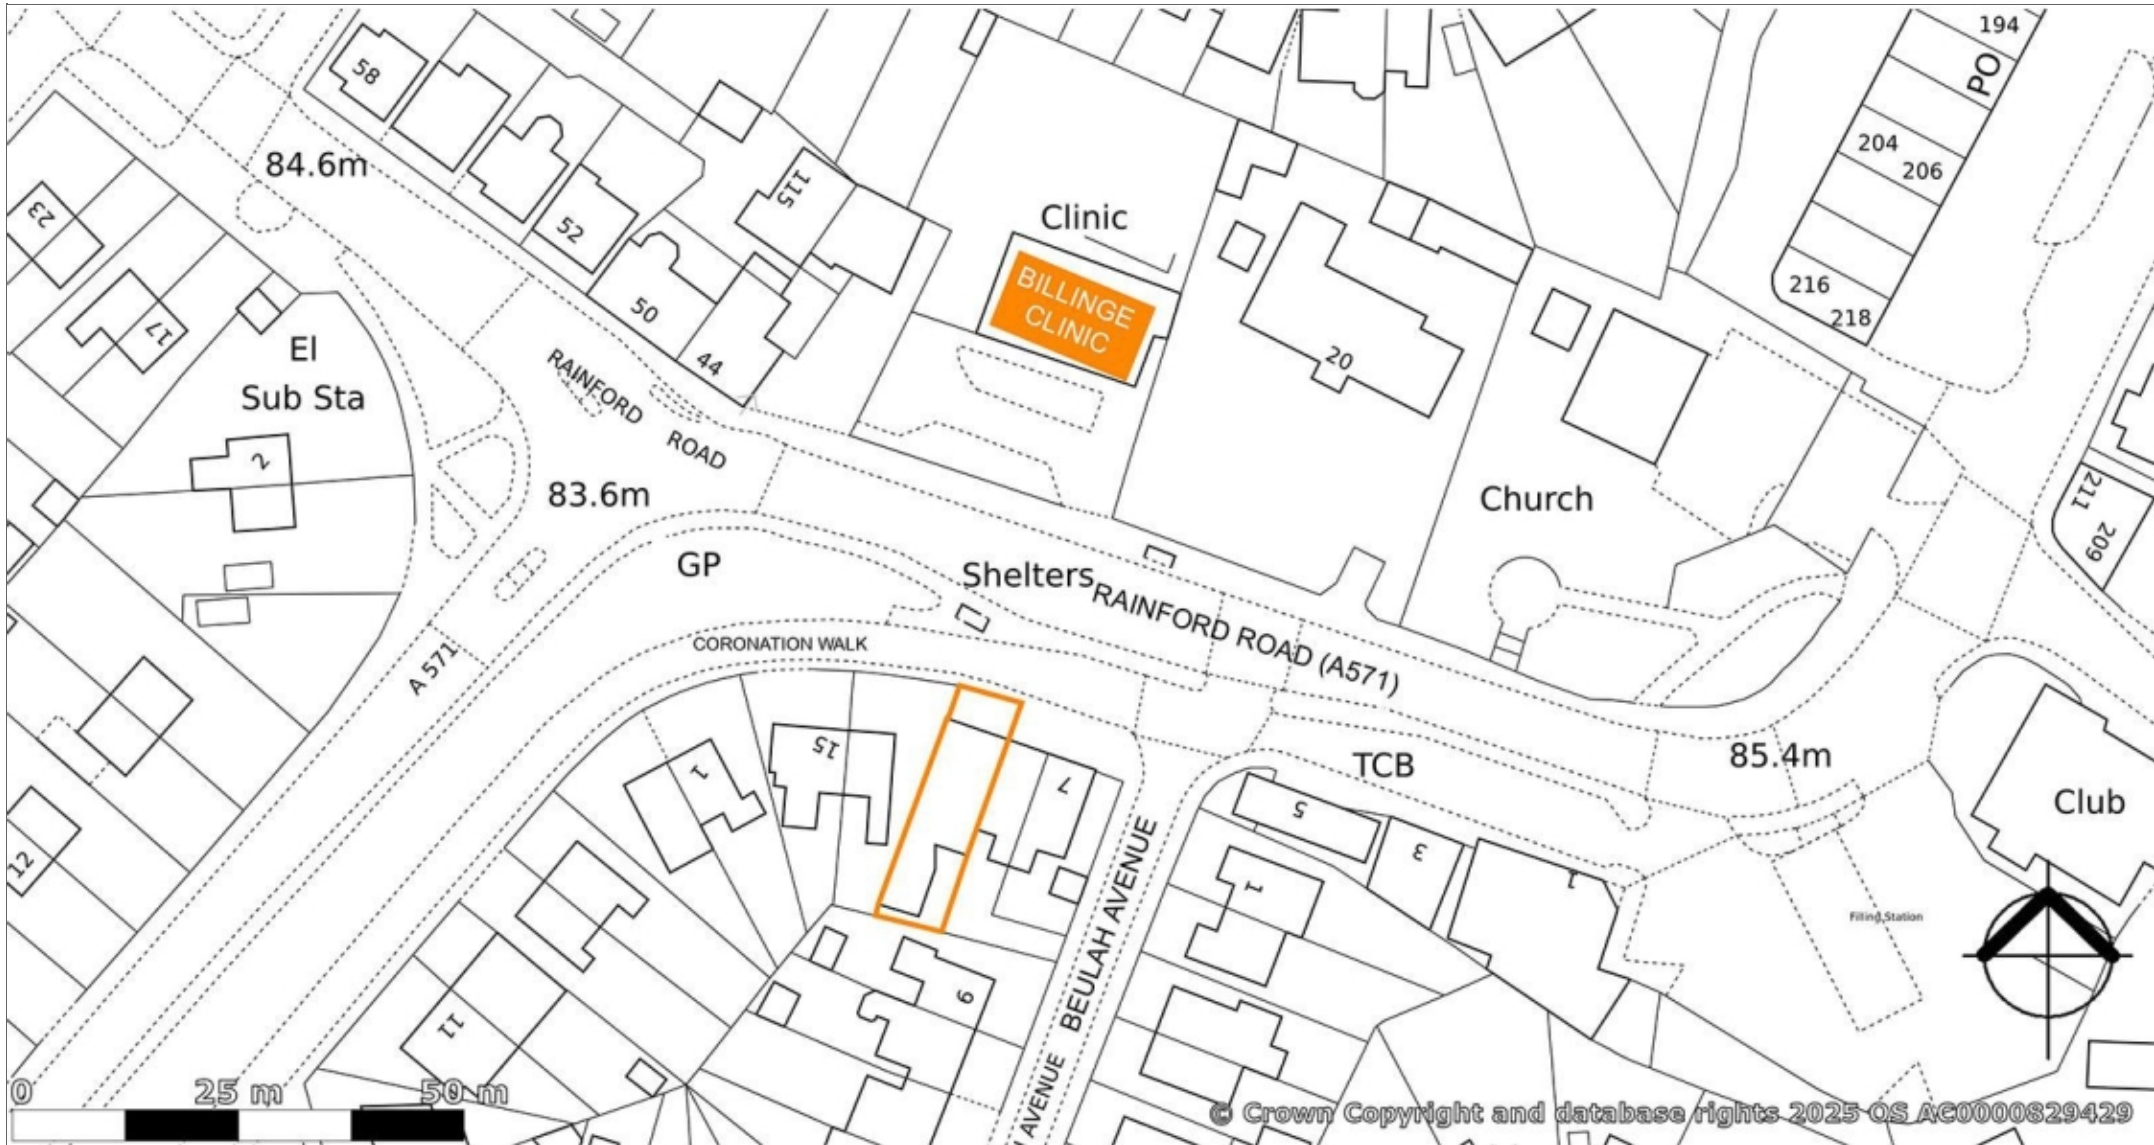 194
PO
58
204
206
84.6m
115
23
52
Clinic
BILLINGE
CLINIC
216
218
50
17
El
Sub Sta
44
20
RAINFORD
ROAD
2
83.6m
Church
211
209
GP
Shelters
RAINFORD ROAD (A571)
CORONATION WALK
A 571
15
1
7
TCB
85.4m
Club
5
3
1
1
12
BEULAH AVENUE
Filling Station
9
11
AVENUE
0
25 m
50 m
© Crown Copyright and database rights 2025 OS AC0000829429